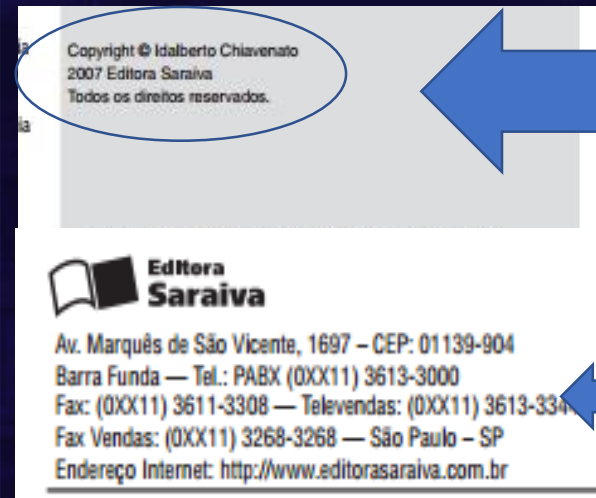 ia
Copyright © Idalberto Chiavenato
2007 Editora Saraiva
Todos os direitos reservados.
ia
Editora
Saraiva
Av. Marquês de São Vicente, 1697 – CEP: 01139-904
Barra Funda — Tel.: PABX (0XX11) 3613-3000
Fax: (0XX11) 3611-3308 — Televendas: (0XX11)
Fax Vendas: (0XX11) 3268-3268 — São Paulo – SP
Endereço Internet: http://www.editorasaraiva.com.br